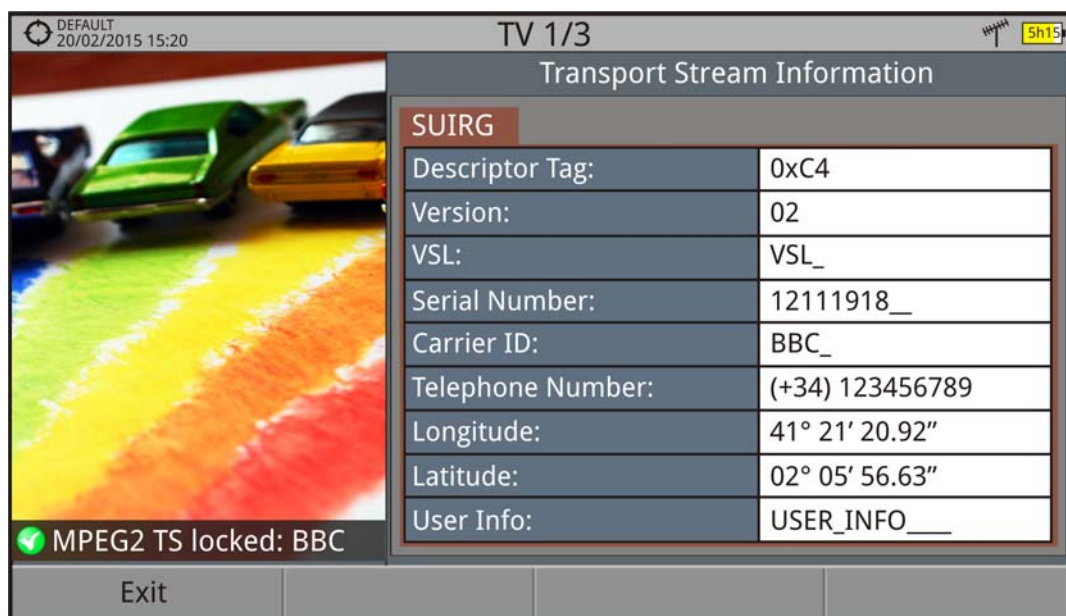 DEFAULT
20/02/2015 15:20
TV 1/3
5h15
Transport Stream Information
SUIRG
Descriptor Tag: 0xC4
Version: 02
VSL: VSL_
Serial Number: 12111918__
Carrier ID: BBC_
Telephone Number: (+34) 123456789
Longitude: 41° 21′ 20.92”
Latitude: 02° 05′ 56.63”
User Info: USER_INFO____
MPEG2 TS locked: BBC
Exit